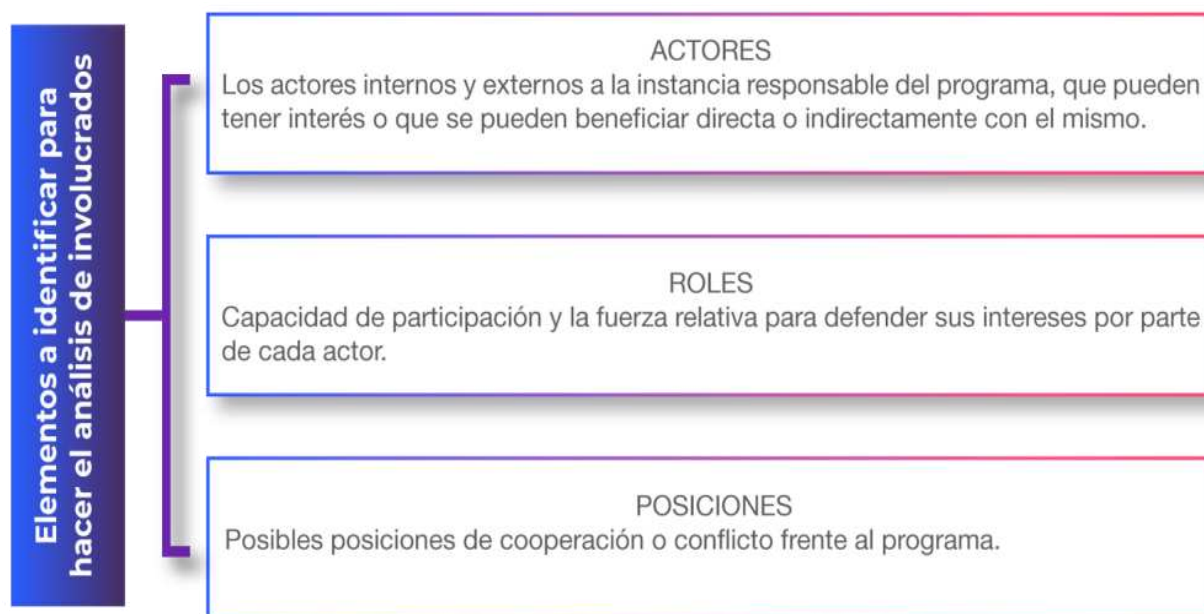 Elementos a identificar para
hacer el análisis de involucrados
ACTORES
Los actores internos y externos a la instancia responsable del programa, que pueden
tener interés o que se pueden beneficiar directa o indirectamente con el mismo.
ROLES
Capacidad de participación y la fuerza relativa para defender sus intereses por parte
de cada actor.
POSICIONES
Posibles posiciones de cooperación o conflicto frente al programa.